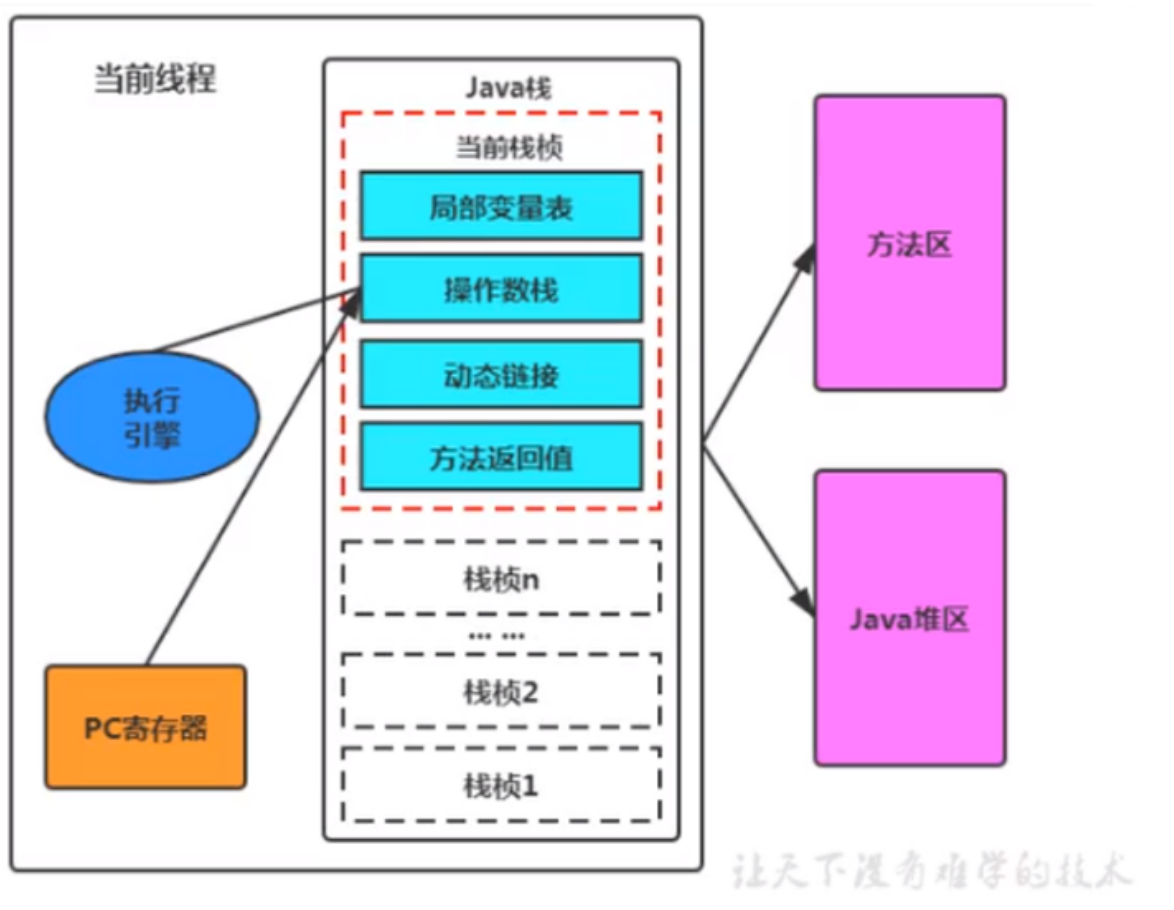 当前线程
Java栈
当前栈桢
局部变量表
操作数栈
动态链接
方法返回值
执行
引擎
PC寄存器
栈桢n
... ...
栈桢2
栈桢1
方法区
Java堆区
让天下没有难学的技术